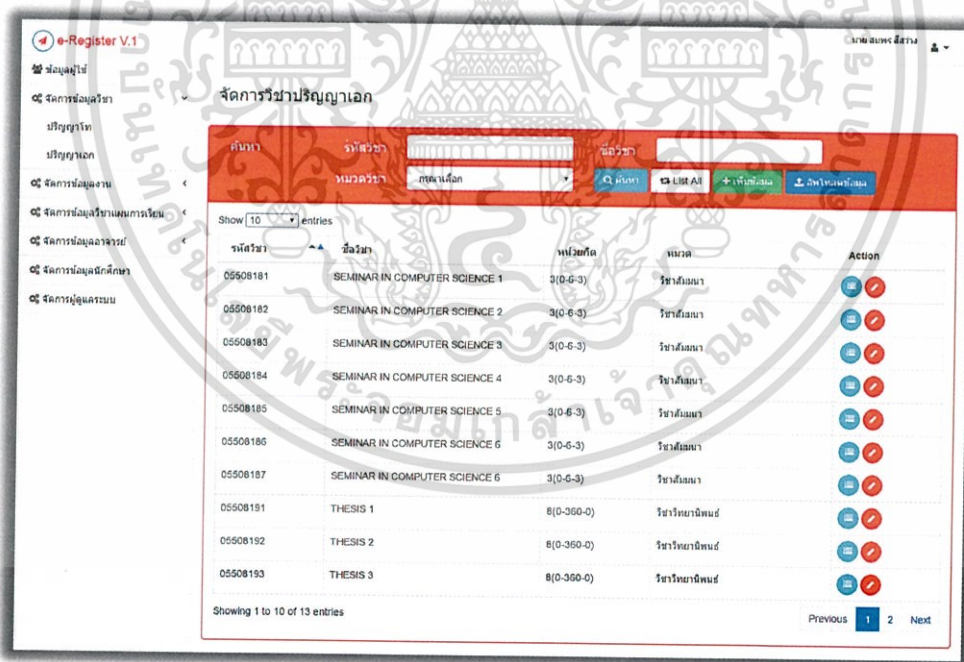 e-Register V.1
นาย สมพร สีสว่าง
ข้อมูลผู้ใช้
จัดการข้อมูลวิชา
ปริญญาโท
ปริญญาเอก
จัดการข้อมูลงาน
จัดการข้อมูลวิชาแผนการเรียน
จัดการข้อมูลอาจารย์
จัดการข้อมูลนักศึกษา
จัดการผู้ดูแลระบบ
จัดการวิชาปริญญาเอก
ค้นหา รหัสวิชา ชื่อวิชา
หมวดวิชา กรุณาเลือก ค้นหา List All +เพิ่มข้อมูล อัพโหลดข้อมูล
Show 10 entries
รหัสวิชา ชื่อวิชา หน่วยกิต หมวด Action
05508181 SEMINAR IN COMPUTER SCIENCE 1 3(0-6-3) วิชาสัมมนา
05508182 SEMINAR IN COMPUTER SCIENCE 2 3(0-6-3) วิชาสัมมนา
05508183 SEMINAR IN COMPUTER SCIENCE 3 3(0-6-3) วิชาสัมมนา
05508184 SEMINAR IN COMPUTER SCIENCE 4 3(0-6-3) วิชาสัมมนา
05508185 SEMINAR IN COMPUTER SCIENCE 5 3(0-6-3) วิชาสัมมนา
05508186 SEMINAR IN COMPUTER SCIENCE 6 3(0-6-3) วิชาสัมมนา
05508187 SEMINAR IN COMPUTER SCIENCE 6 3(0-6-3) วิชาสัมมนา
05508191 THESIS 1 8(0-360-0) วิชาวิทยานิพนธ์
05508192 THESIS 2 8(0-360-0) วิชาวิทยานิพนธ์
05508193 THESIS 3 8(0-360-0) วิชาวิทยานิพนธ์
Showing 1 to 10 of 13 entries
Previous 1 2 Next